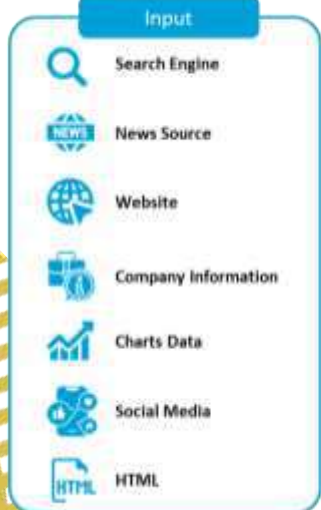 Input
Search Engine
NEWS
News Source
Website
Company Information
Charts Data
Social Media
HTML
HTML